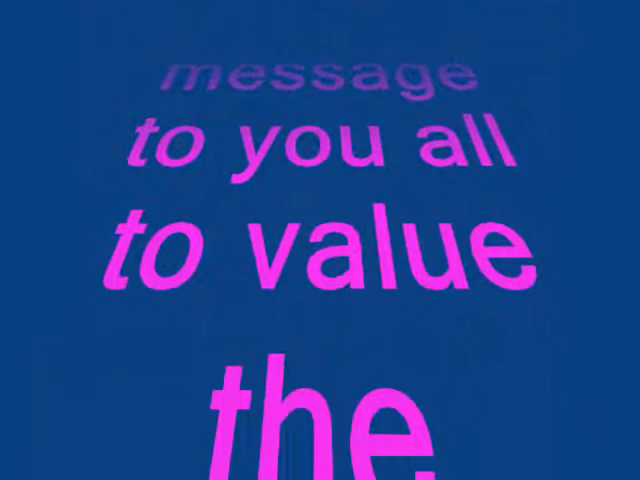 message
to you all
to value
the